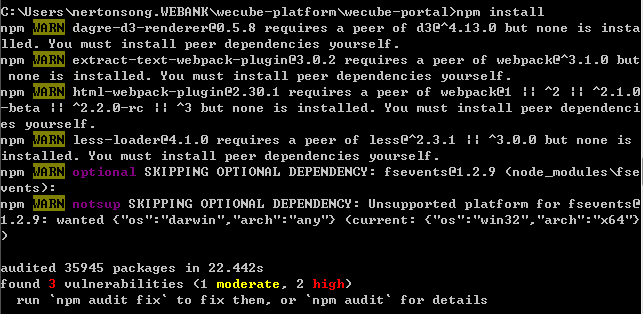 C:\Users\nertonsong.WEBANK\wecube-platform\wecube-portal>npm install
npm WARN dagre-d3-renderer@0.5.8 requires a peer of d3@^4.13.0 but none is insta
lled. You must install peer dependencies yourself.
npm WARN extract-text-webpack-plugin@3.0.2 requires a peer of webpack@^3.1.0 but
 none is installed. You must install peer dependencies yourself.
npm WARN html-webpack-plugin@2.30.1 requires a peer of webpack@1 || ^2 || ^2.1.0
-beta || ^2.2.0-rc || ^3 but none is installed. You must install peer dependenci
es yourself.
npm WARN less-loader@4.1.0 requires a peer of less@^2.3.1 || ^3.0.0 but none is
installed. You must install peer dependencies yourself.
npm WARN optional SKIPPING OPTIONAL DEPENDENCY: fsevents@1.2.9 (node_modules\fse
vents):
npm WARN notsup SKIPPING OPTIONAL DEPENDENCY: Unsupported platform for fsevents@
1.2.9: wanted {"os":"darwin","arch":"any"} (current: {"os":"win32","arch":"x64"}
)
audited 35945 packages in 22.442s
found 3 vulnerabilities (1 moderate, 2 high)
  run `npm audit fix` to fix them, or `npm audit` for details